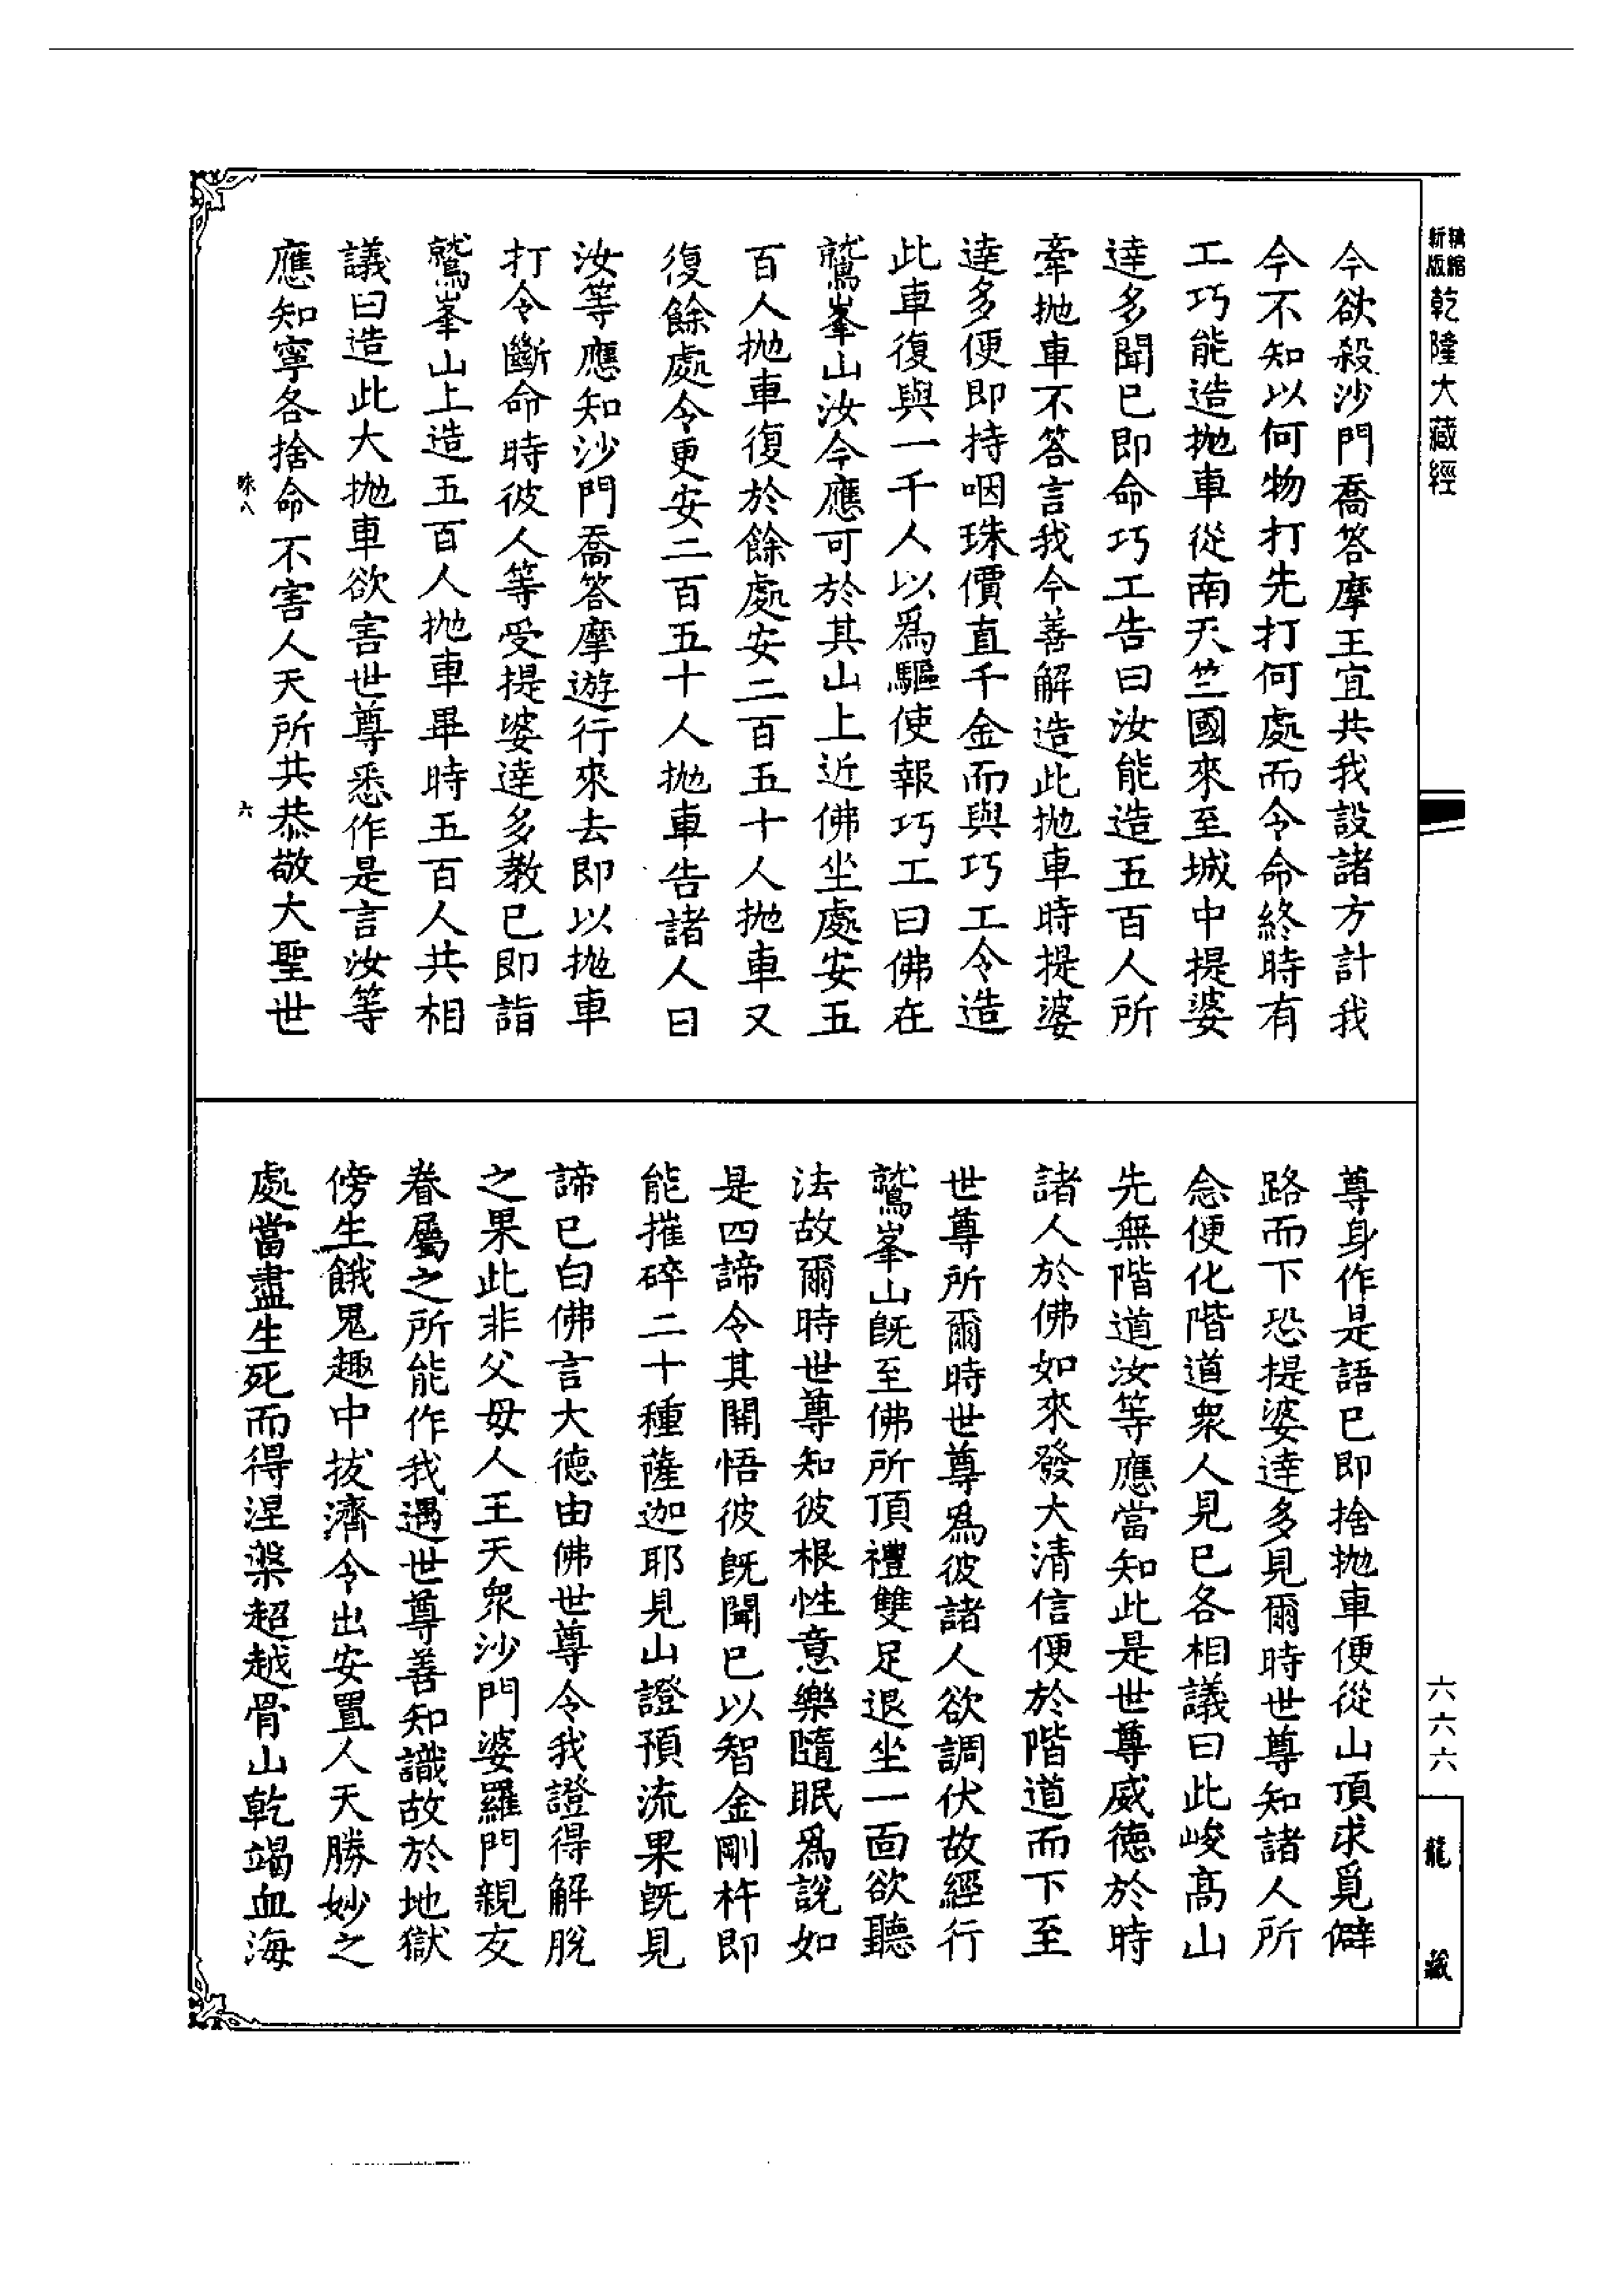 精縮新版乾隆大藏經
今欲殺沙門喬答摩王宜共我設諸方計我
今不知以何物打先打何處而令命終時有
工巧能造拋車從南天竺國來至城中提婆
達多聞已即命巧工告曰汝能造五百人所
牽拋車不答言我今善解造此拋車時提婆
達多便即持咽珠價直千金而與巧工令造
此車復與一千人以爲驅使報巧工曰佛在
鷲峯山汝今應可於其山上近佛坐處安五
百人拋車復於餘處安二百五十人拋車又
復餘處令更安二百五十人拋車告諸人曰
汝等應知沙門喬答摩遊行來去即以拋車
打令斷命時彼人等受提婆達多教已即詣
鷲峯山上造五百人拋車畢時五百人共相
議曰造此大拋車欲害世尊悉作是言汝等
應知寧各捨命不害人天所共恭敬大聖世
六
尊身作是語已即捨拋車便從山頂求覓僻
路而下恐提婆達多見爾時世尊知諸人所
念便化階道衆人見已各相議曰此峻高山
先無階道汝等應當知此是世尊威德於時
諸人於佛如來發大清信便於階道而下至
世尊所爾時世尊爲彼諸人欲調伏故經行
鷲峯山既至佛所頂禮雙足退坐一面欲聽
法故爾時世尊知彼根性意樂隨眠爲說如
是四諦令其開悟彼既聞已以智金剛杵即
能摧碎二十種薩迦耶見山證預流果既見
諦已白佛言大德由佛世尊令我證得解脫
之果此非父母人王天衆沙門婆羅門親友
眷屬之所能作我遇世尊善知識故於地獄
傍生餓鬼趣中拔濟令出安置人天勝妙之
處當盡生死而得涅槃超越骨山乾竭血海
六六六
龍藏